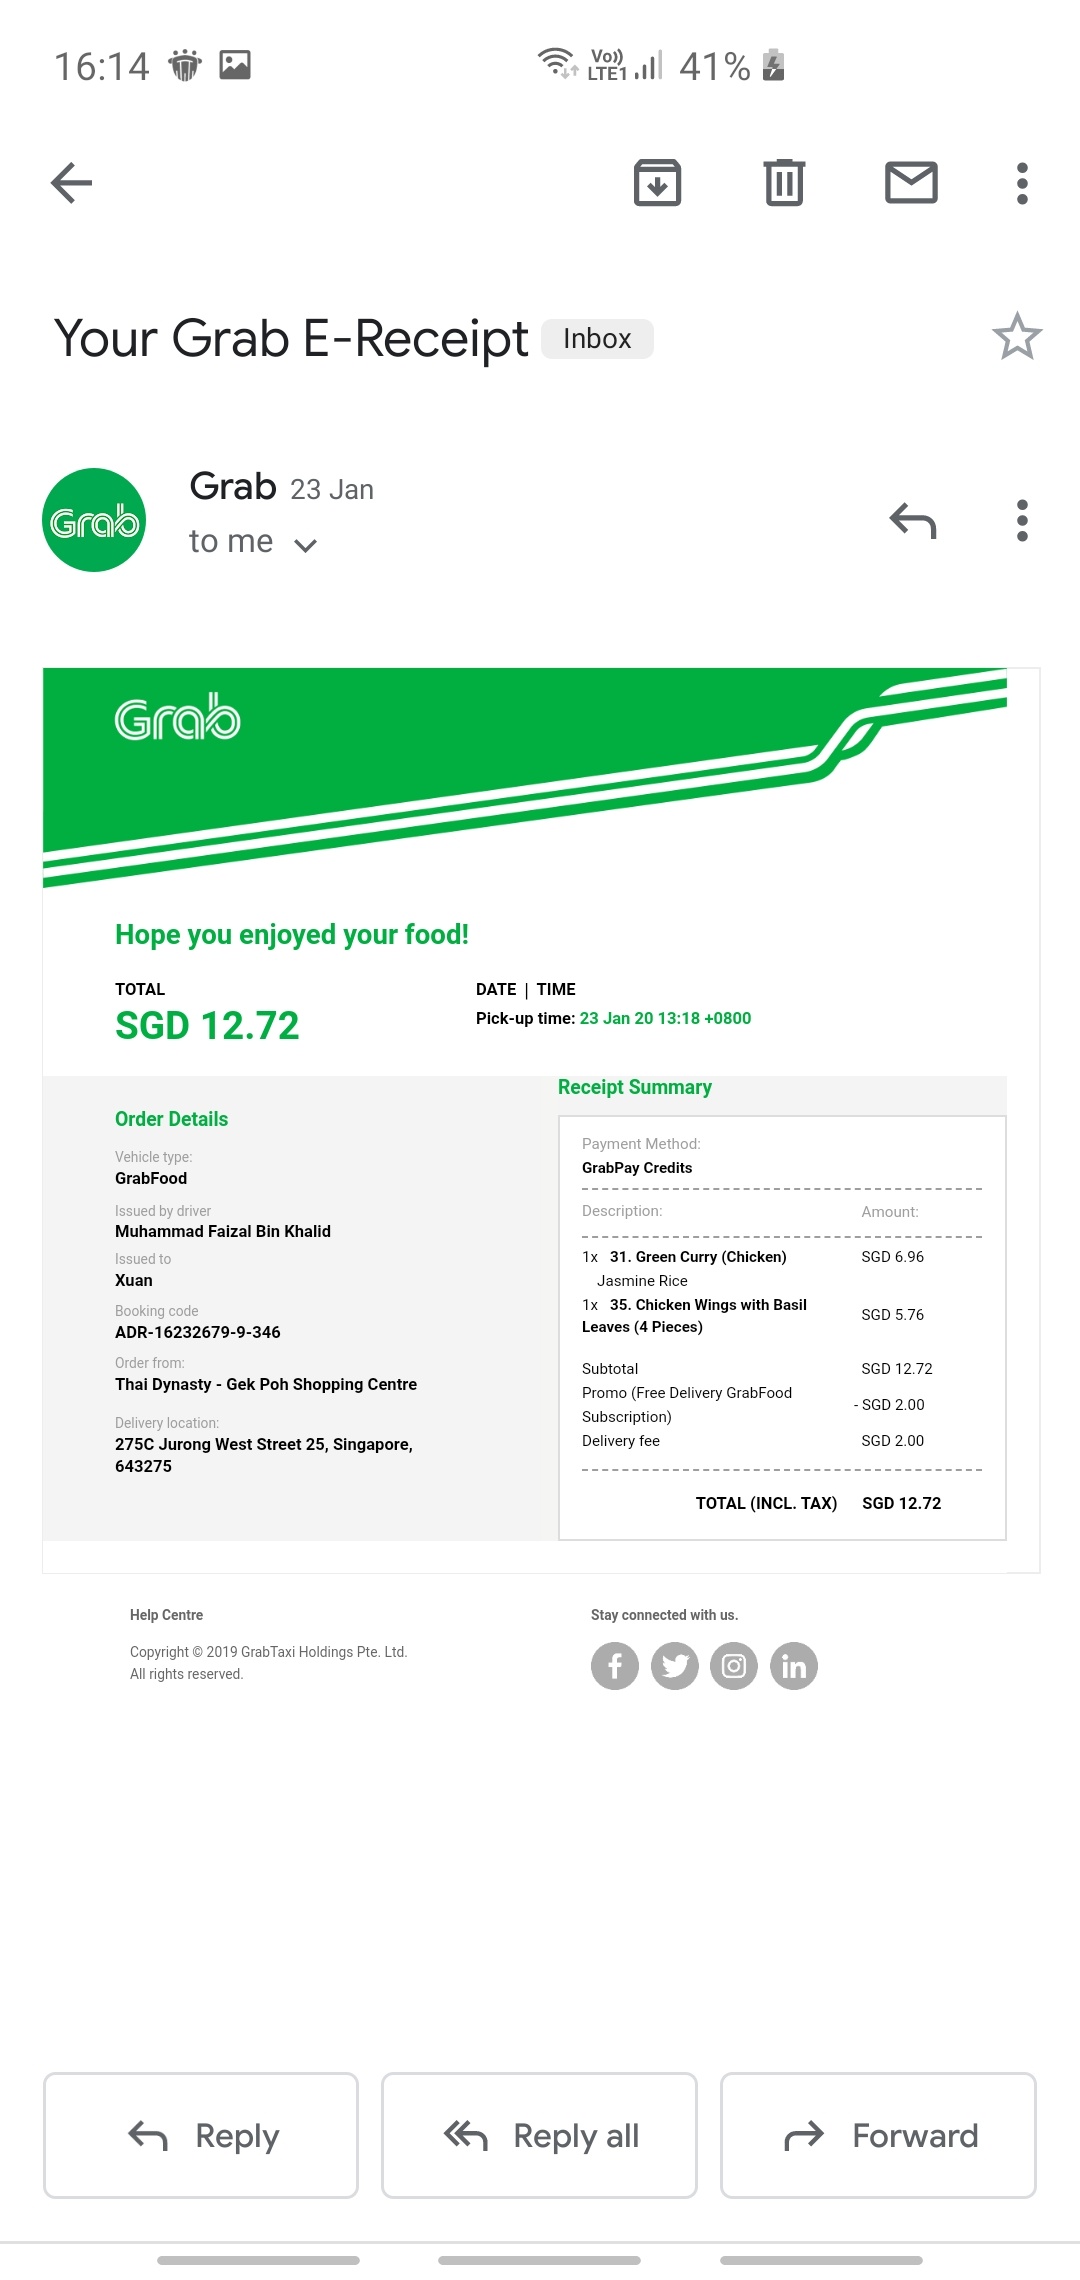 16:14
Vo))
LTE1
41%
Your Grab E-Receipt Inbox
Grab 23 Jan
Grab
to me
Grab
Hope you enjoyed your food!
TOTAL
SGD 12.72
DATE | TIME
Pick-up time: 23 Jan 20 13:18 +0800
Order Details
Vehicle type:
GrabFood
Issued by driver
Muhammad Faizal Bin Khalid
Issued to
Xuan
Booking code
ADR-16232679-9-346
Order from:
Thai Dynasty - Gek Poh Shopping Centre
Delivery location:
275C Jurong West Street 25, Singapore,
643275
Receipt Summary
Payment Method:
GrabPay Credits
Description: Amount:
1x 31. Green Curry (Chicken) SGD 6.96
Jasmine Rice
1x 35. Chicken Wings with Basil
Leaves (4 Pieces) SGD 5.76
Subtotal SGD 12.72
Promo (Free Delivery GrabFood
Subscription) - SGD 2.00
Delivery fee SGD 2.00
TOTAL (INCL. TAX) SGD 12.72
Help Centre
Copyright © 2019 GrabTaxi Holdings Pte. Ltd.
All rights reserved.
Stay connected with us.
Reply
Reply all
Forward